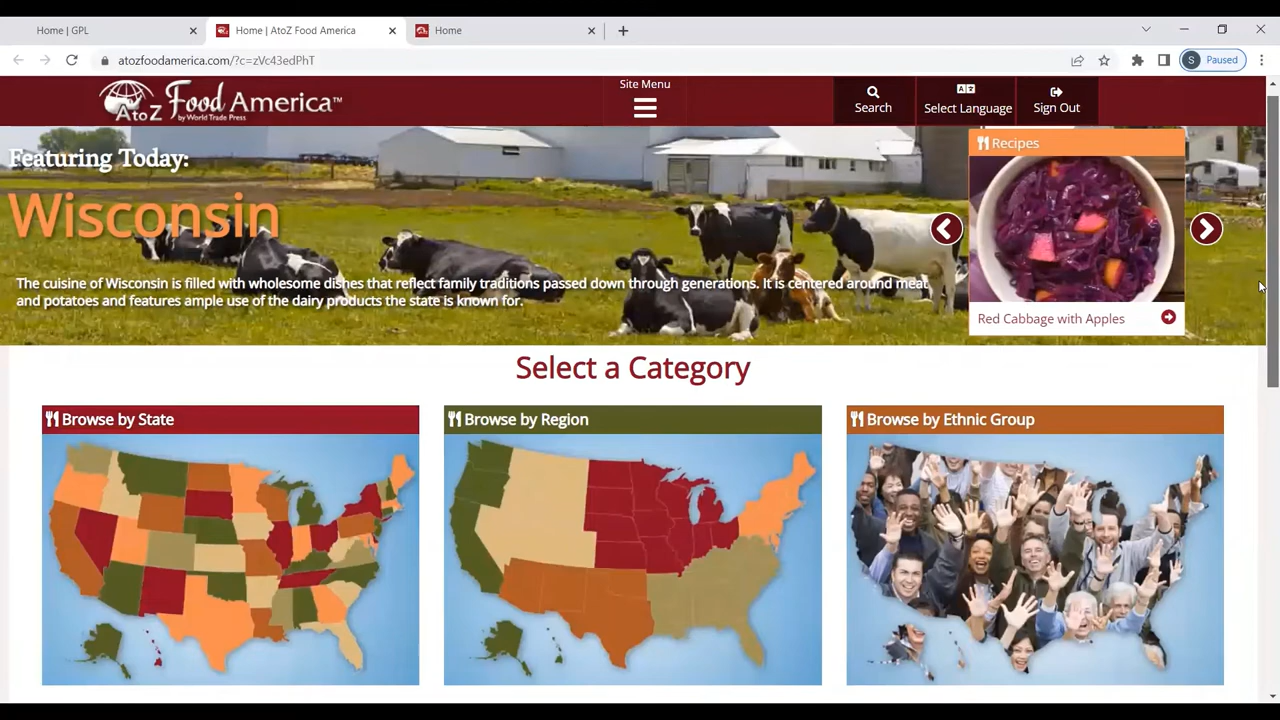 Home | GPL
Home | AtoZ Food America
Home
atozfoodamerica.com/?c=zVc43edPhT
S
Paused
AtoZ Food America™
by World Trade Press
Site Menu
Search
Select Language
Sign Out
Featuring Today:
Wisconsin
The cuisine of Wisconsin is filled with wholesome dishes that reflect family traditions passed down through generations. It is centered around meat
and potatoes and features ample use of the dairy products the state is known for.
Recipes
Red Cabbage with Apples
Select a Category
Browse by State
Browse by Region
Browse by Ethnic Group